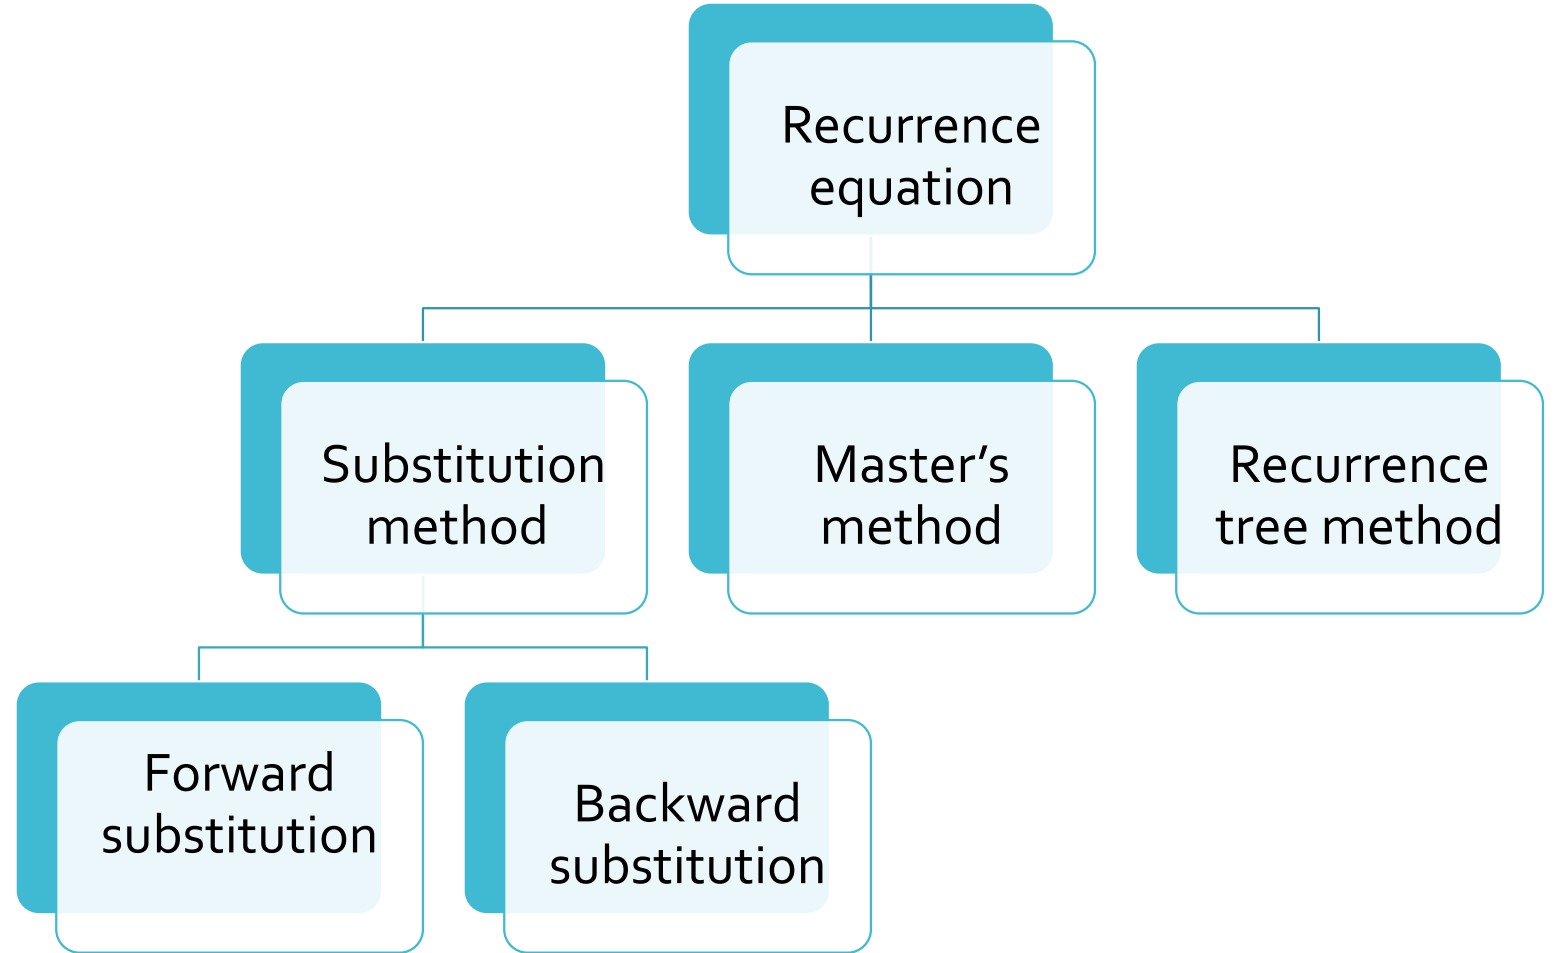 Recurrence
equation
Substitution
method
Master’s
method
Recurrence
tree method
Forward
substitution
Backward
substitution